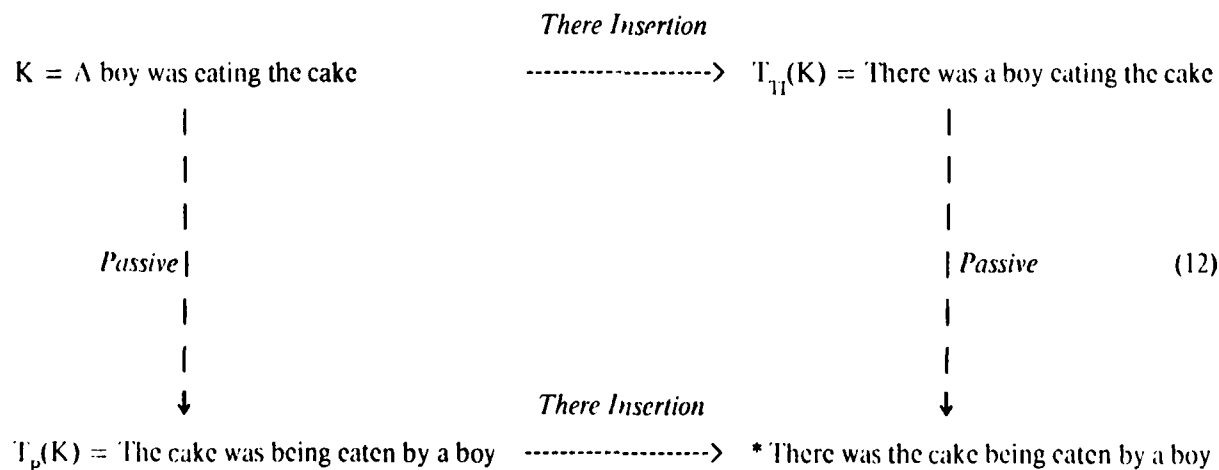 There Insertion
K = A boy was eating the cake ---------------> T_TI(K) = There was a boy eating the cake
Passive Passive (12)
There Insertion
T_P(K) = The cake was being eaten by a boy ---------------> * There was the cake being eaten by a boy